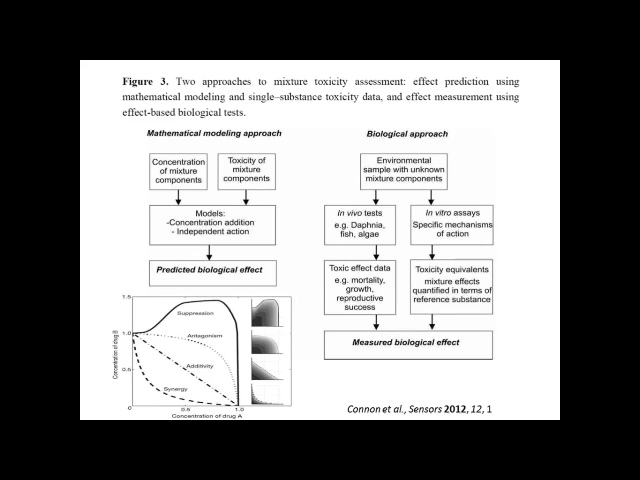 Figure 3. Two approaches to mixture toxicity assessment: effect prediction using
mathematical modeling and single–substance toxicity data, and effect measurement using
effect-based biological tests.
Mathematical modeling approach
Concentration
of mixture
components
Toxicity of
mixture
components
Models:
-Concentration addition
- Independent action
Predicted biological effect
Biological approach
Environmental
sample with unknown
mixture components
In vivo tests
e.g. Daphnia,
fish, algae
In vitro assays
Specific mechanisms
of action
Toxic effect data
e.g. mortality,
growth,
reproductive
success
Toxicity equivalents
mixture effects
quantified in terms of
reference substance
Measured biological effect
1.5
1.0
0.5
0
0.5
1.0
Concentration of drug B
Concentration of drug A
Suppression
Antagonism
Additivity
Synergy
Connon et al., Sensors 2012, 12, 1